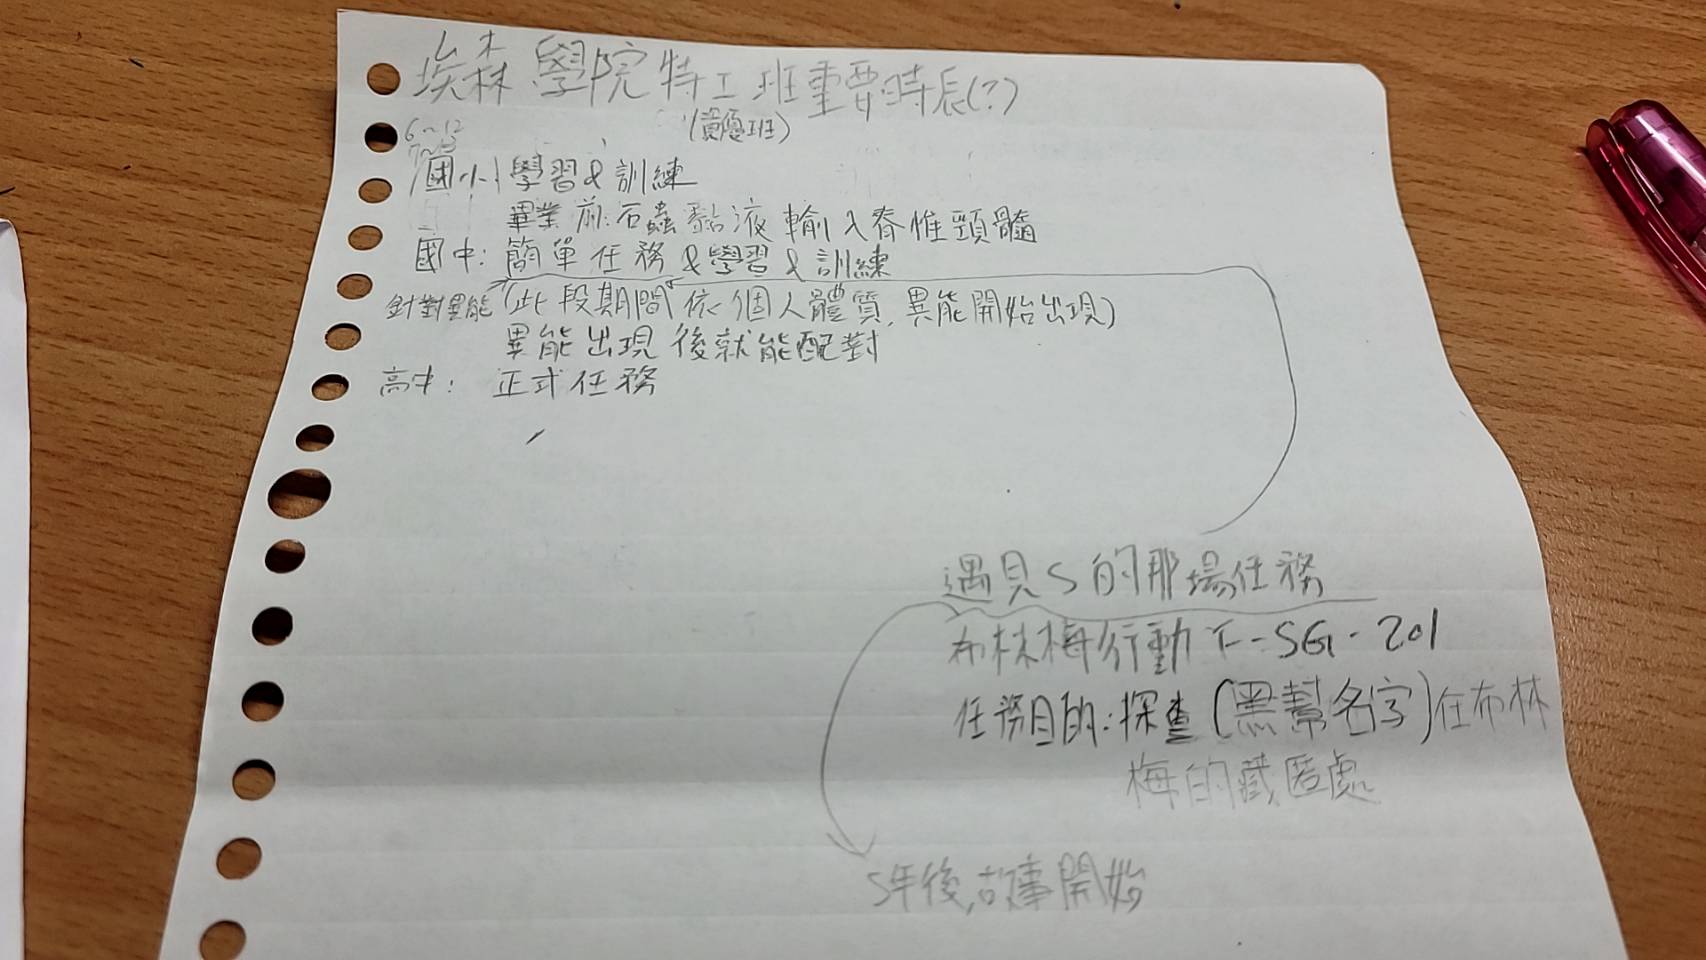 埃森學院特工班重要時長(?)
(資優班)
6~12
7~13
國小學習&訓練
畢業前:石蟲黏液輸入脊椎頸髓
國中:簡單任務&學習&訓練
針對異能(此段期間依個人體質,異能開始出現)
異能出現後就能配對
高中: 正式任務
遇見S的那場任務
布林梅行動T-SG-201
任務目的:探查(黑幫名字)在布林
梅的藏匿處
5年後,故事開始